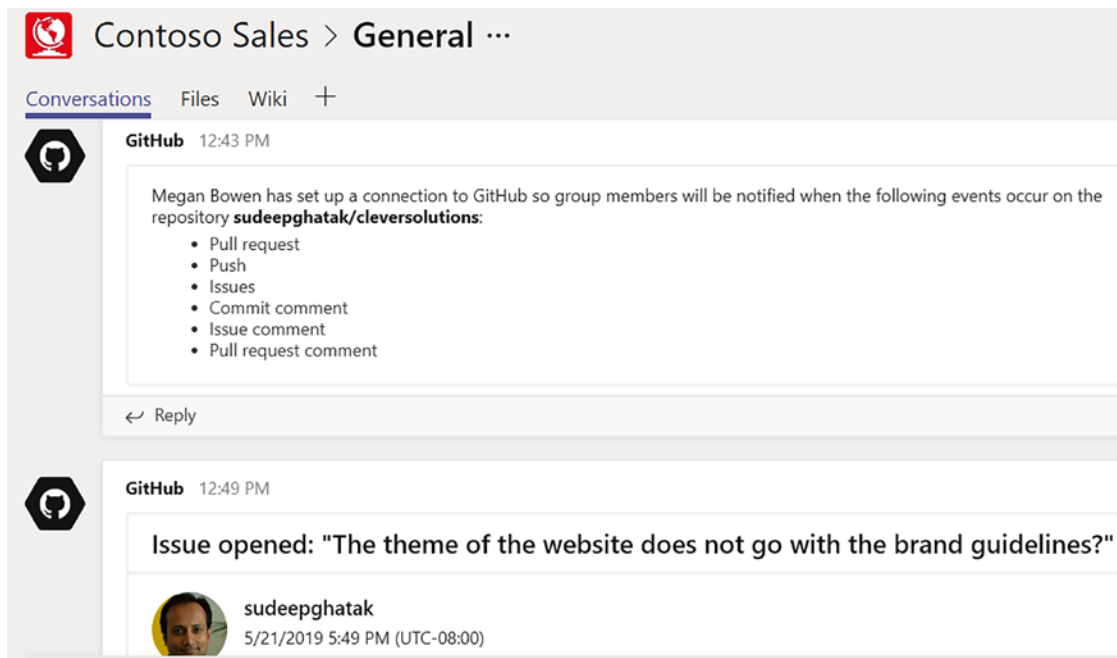 Contoso Sales > General ...
Conversations Files Wiki +
GitHub 12:43 PM
Megan Bowen has set up a connection to GitHub so group members will be notified when the following events occur on the
repository sudeepghatak/cleversolutions:
• Pull request
• Push
• Issues
• Commit comment
• Issue comment
• Pull request comment
Reply
GitHub 12:49 PM
Issue opened: "The theme of the website does not go with the brand guidelines?"
sudeepghatak
5/21/2019 5:49 PM (UTC-08:00)